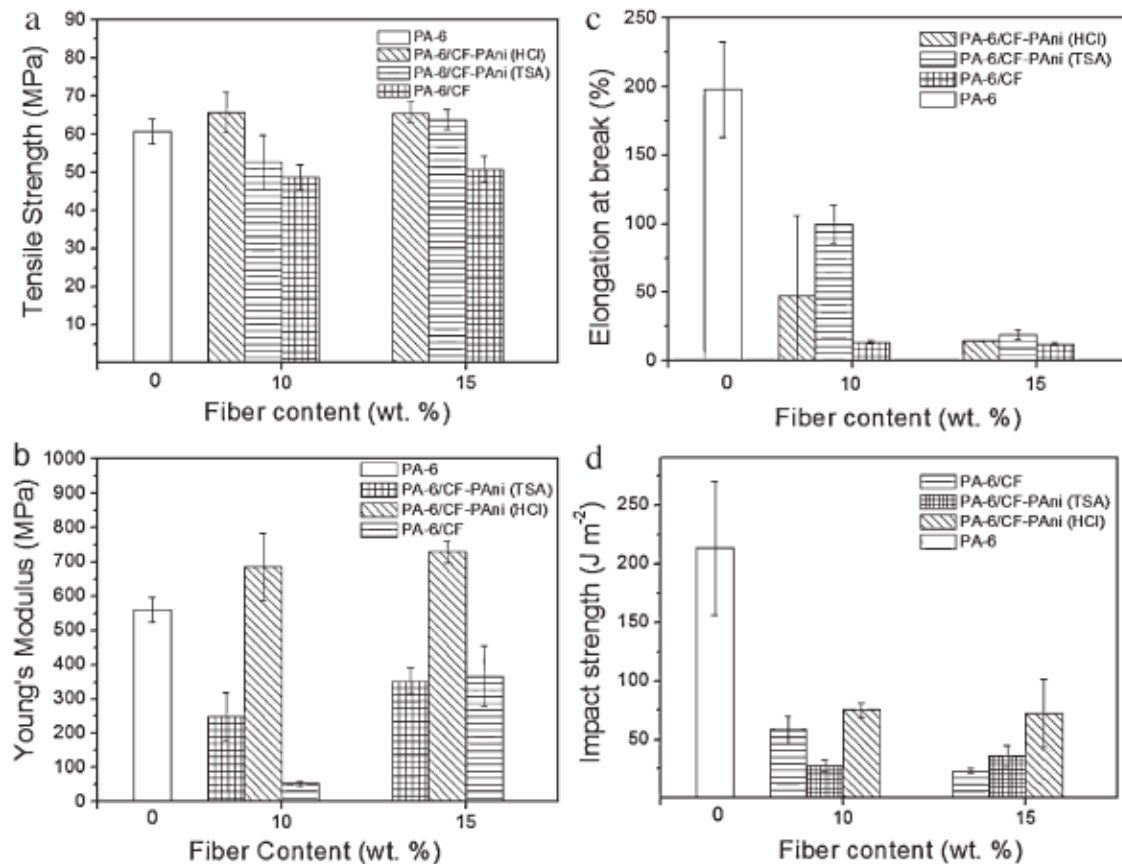 a
Tensile Strength (MPa)
90
80
70
60
50
40
30
20
10
PA-6
PA-6/CF-PAni (HCl)
PA-6/CF-PAni (TSA)
PA-6/CF
0
10
15
Fiber content (wt. %)
c
Elongation at break (%)
250
200
150
100
50
0
PA-6/CF-PAni (HCl)
PA-6/CF-PAni (TSA)
PA-6/CF
PA-6
0
10
15
Fiber content (wt. %)
b
Young's Modulus (MPa)
1000
900
800
700
600
500
400
300
200
100
0
PA-6
PA-6/CF-PAni (TSA)
PA-6/CF-PAni (HCl)
PA-6/CF
0
10
15
Fiber Content (wt. %)
d
Impact strength (J m⁻²)
250
200
150
100
50
PA-6/CF
PA-6/CF-PAni (TSA)
PA-6/CF-PAni (HCl)
PA-6
0
10
15
Fiber content (wt. %)